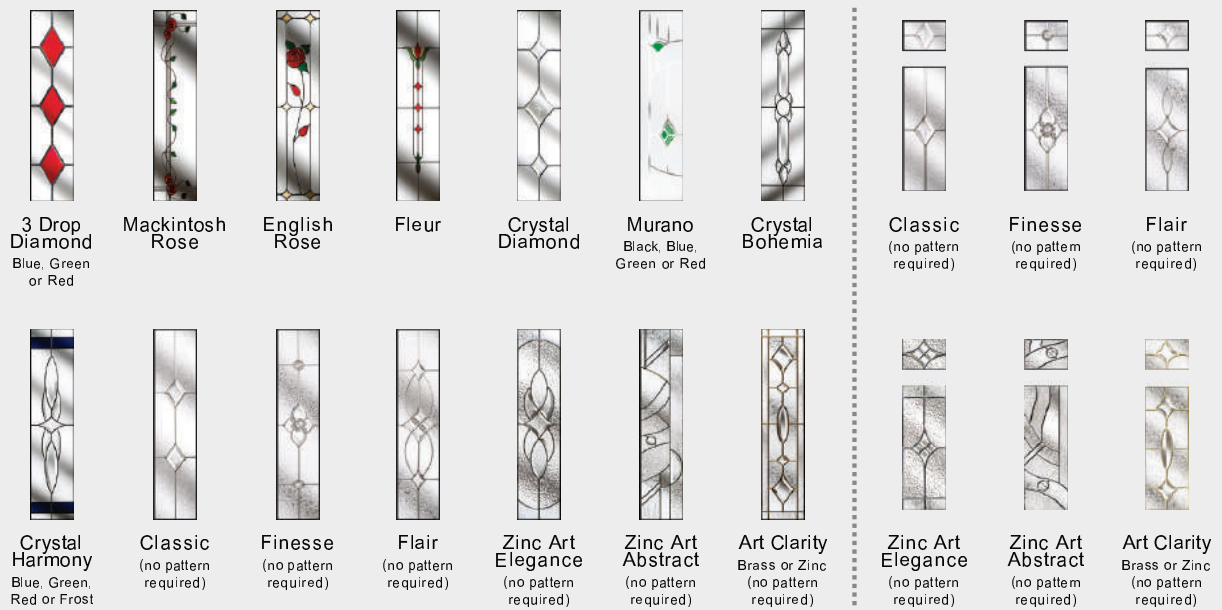 3 Drop
Diamond
Blue, Green
or Red
Mackintosh
Rose
English
Rose
Fleur
Crystal
Diamond
Murano
Black, Blue,
Green or Red
Crystal
Bohemia
Classic
(no pattern
required)
Finesse
(no pattern
required)
Flair
(no pattern
required)
Crystal
Harmony
Blue, Green,
Red or Frost
Classic
(no pattern
required)
Finesse
(no pattern
required)
Flair
(no pattern
required)
Zinc Art
Elegance
(no pattern
required)
Zinc Art
Abstract
(no pattern
required)
Art Clarity
Brass or Zinc
(no pattern
required)
Zinc Art
Elegance
(no pattern
required)
Zinc Art
Abstract
(no pattern
required)
Art Clarity
Brass or Zinc
(no pattern
required)